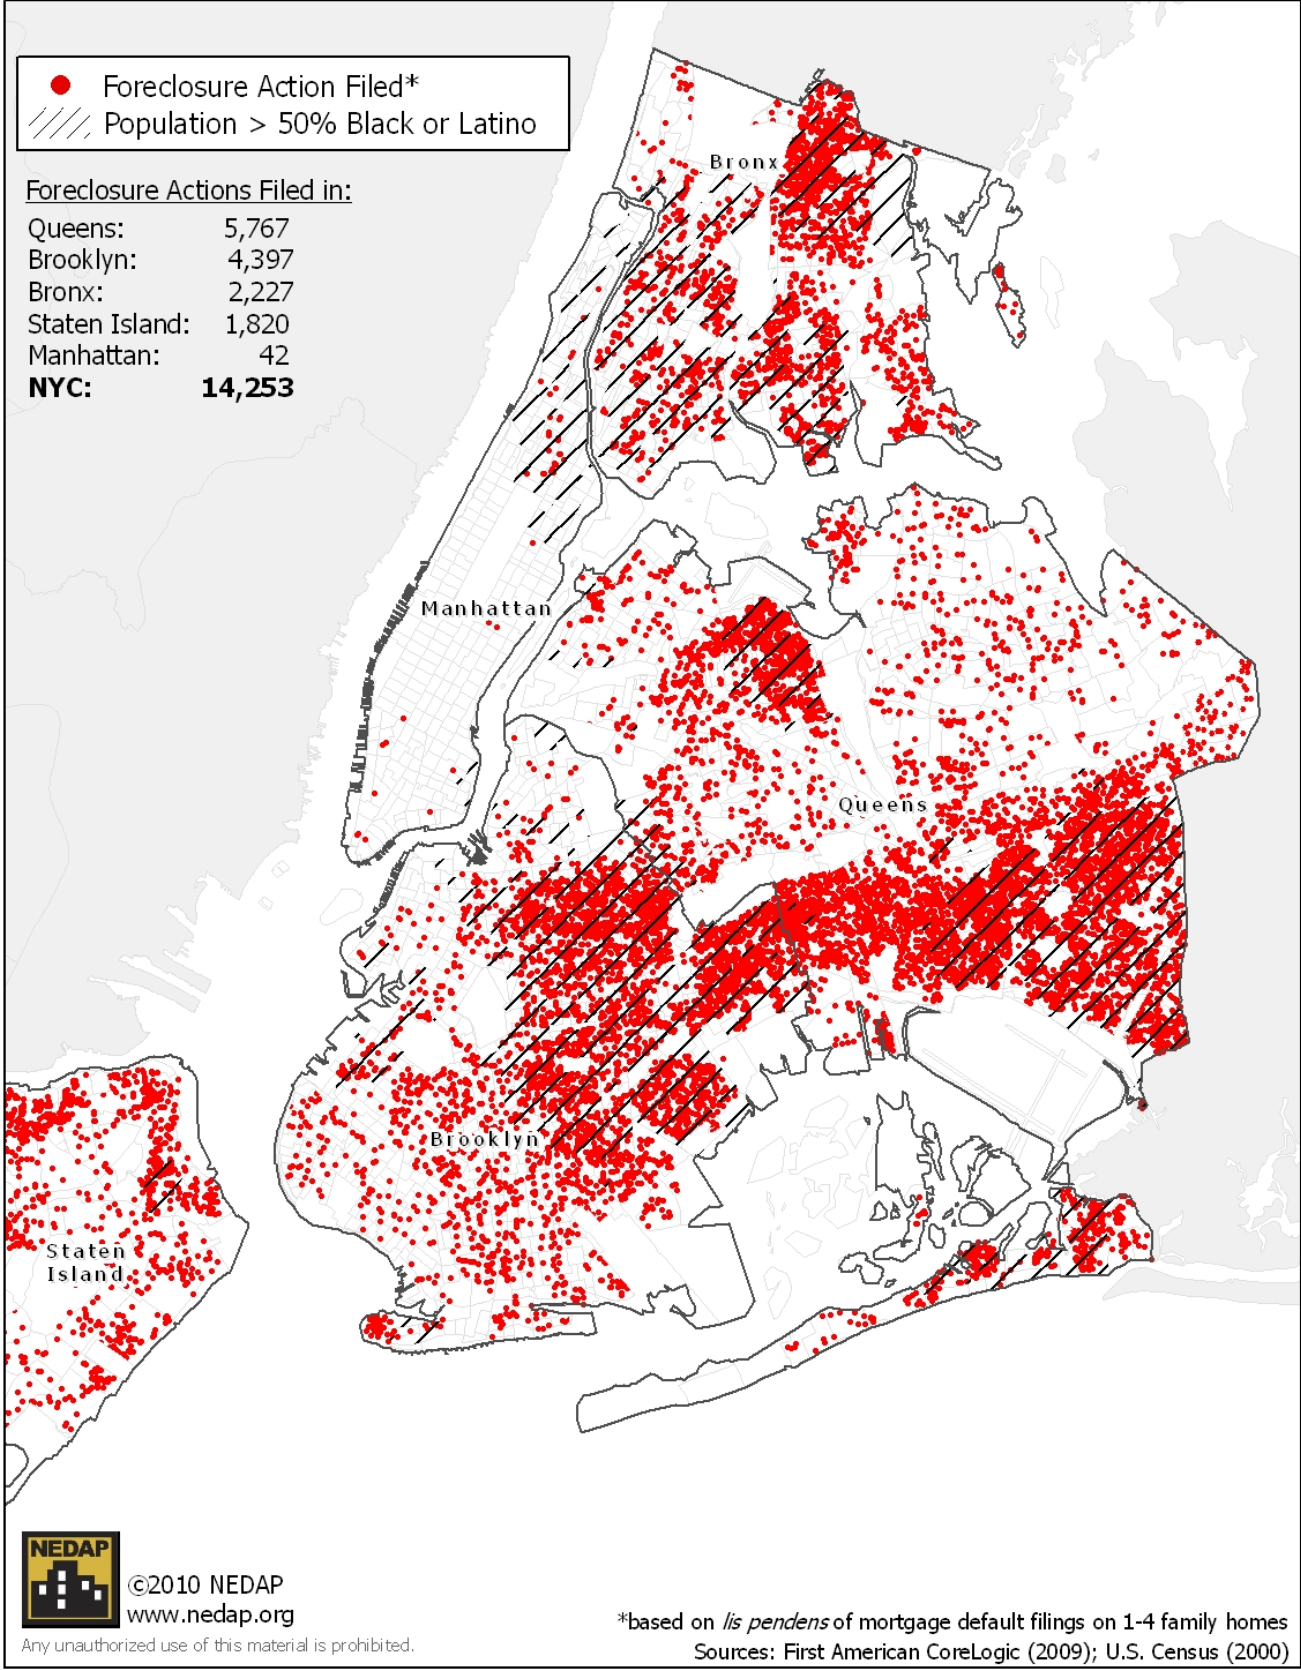 Foreclosure Action Filed*
Population > 50% Black or Latino
Foreclosure Actions Filed in:
Queens: 5,767
Brooklyn: 4,397
Bronx: 2,227
Staten Island: 1,820
Manhattan: 42
NYC: 14,253
Bronx
Manhattan
Queens
Brooklyn
Staten
Island
NEDAP
©2010 NEDAP
www.nedap.org
Any unauthorized use of this material is prohibited.
*based on lis pendens of mortgage default filings on 1-4 family homes
Sources: First American CoreLogic (2009); U.S. Census (2000)